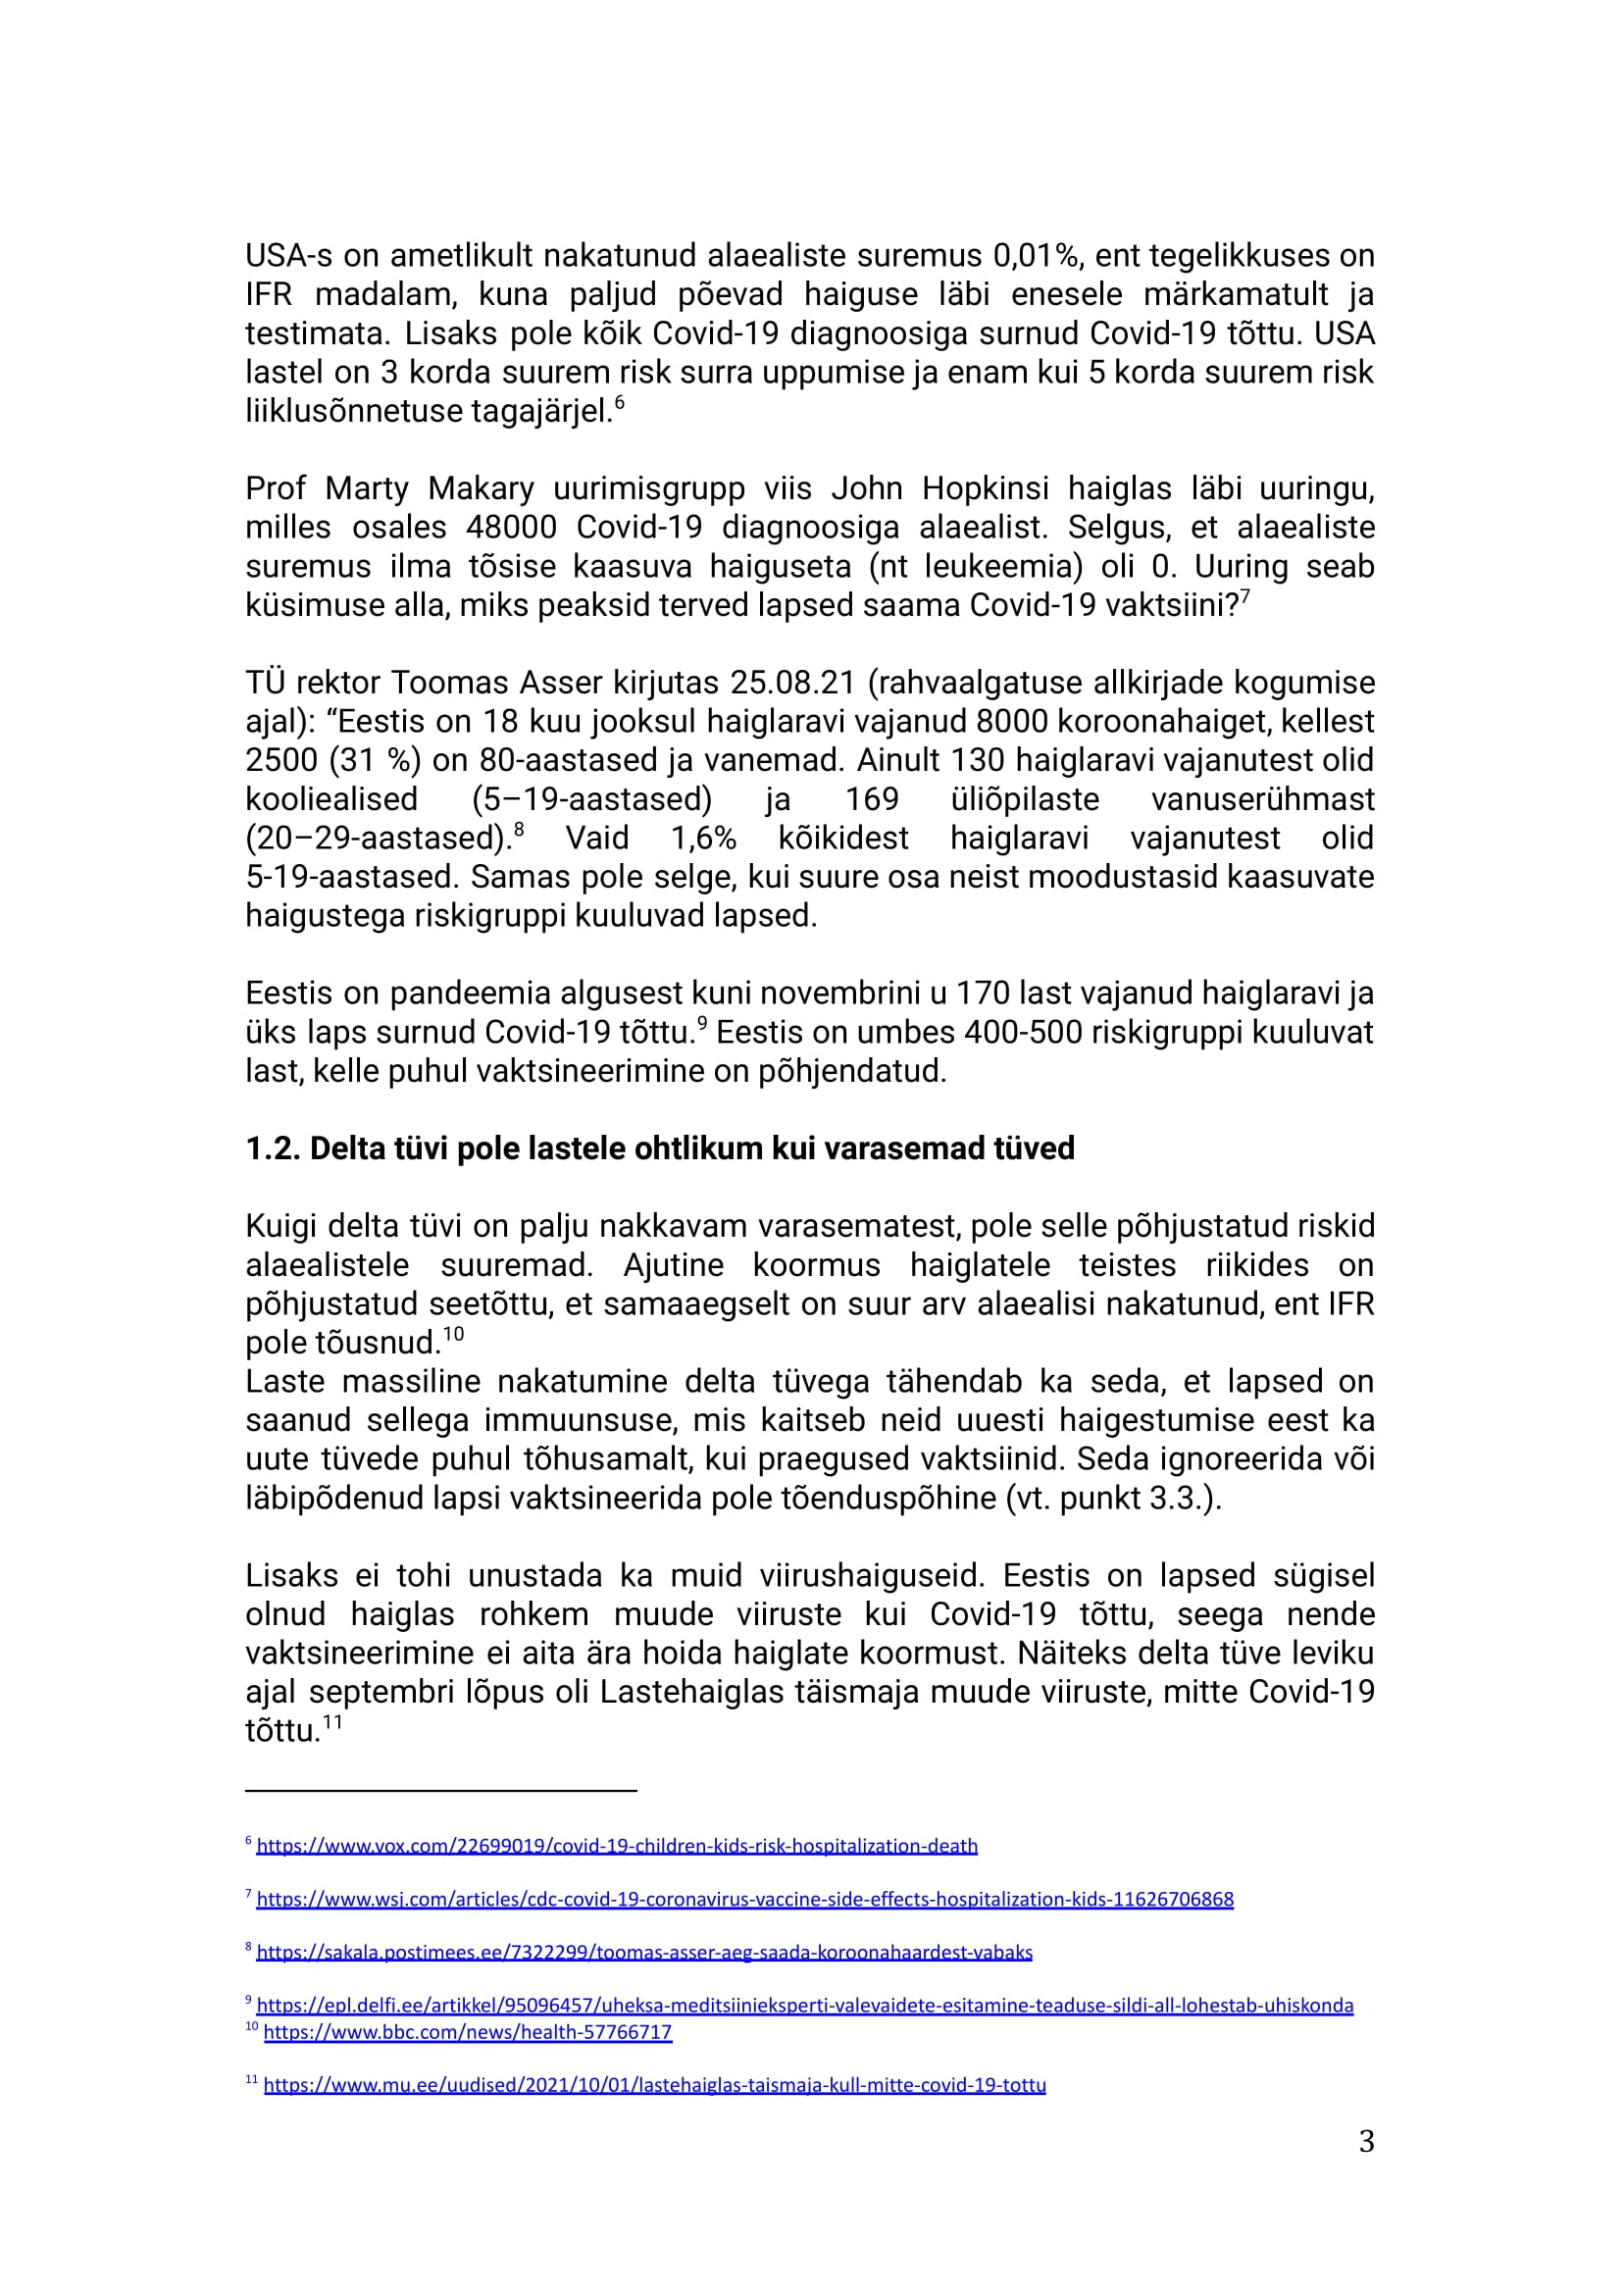 USA-s on ametlikult nakatunud alaealiste suremus 0,01%, ent tegelikkuses on
IFR madalam, kuna paljud põevad haiguse läbi enesele märkamatult ja
testimata. Lisaks pole kõik Covid-19 diagnoosiga surnud Covid-19 tõttu. USA
lastel on 3 korda suurem risk surra uppumise ja enam kui 5 korda suurem risk
liiklusõnnetuse tagajärjel.⁶
Prof Marty Makary uurimisgrupp viis John Hopkinsi haiglas läbi uuringu,
milles osales 48000 Covid-19 diagnoosiga alaealist. Selgus, et alaealiste
suremus ilma tõsise kaasuva haiguseta (nt leukeemia) oli 0. Uuring seab
küsimuse alla, miks peaksid terved lapsed saama Covid-19 vaktsiini?⁷
TÜ rektor Toomas Asser kirjutas 25.08.21 (rahvaalgatuse allkirjade kogumise
ajal): “Eestis on 18 kuu jooksul haiglaravi vajanud 8000 koroonahaiget, kellest
2500 (31 %) on 80-aastased ja vanemad. Ainult 130 haiglaravi vajanutest olid
kooliealised (5–19-aastased) ja 169 üliõpilaste vanuserühmast
(20–29-aastased).⁸ Vaid 1,6% kõikidest haiglaravi vajanutest olid
5-19-aastased. Samas pole selge, kui suure osa neist moodustasid kaasuvate
haigustega riskigruppi kuuluvad lapsed.
Eestis on pandeemia algusest kuni novembrini u 170 last vajanud haiglaravi ja
üks laps surnud Covid-19 tõttu.⁹ Eestis on umbes 400-500 riskigruppi kuuluvat
last, kelle puhul vaktsineerimine on põhjendatud.
1.2. Delta tüvi pole lastele ohtlikum kui varasemad tüved
Kuigi delta tüvi on palju nakkavam varasematest, pole selle põhjustatud riskid
alaealistele suuremad. Ajutine koormus haiglatele teistes riikides on
põhjustatud seetõttu, et samaaegselt on suur arv alaealisi nakatunud, ent IFR
pole tõusnud.¹⁰
Laste massiline nakatumine delta tüvega tähendab ka seda, et lapsed on
saanud sellega immuunsuse, mis kaitseb neid uuesti haigestumise eest ka
uute tüvede puhul tõhusamalt, kui praegused vaktsiinid. Seda ignoreerida või
läbipõdenud lapsi vaktsineerida pole tõenduspõhine (vt. punkt 3.3.).
Lisaks ei tohi unustada ka muid viirushaiguseid. Eestis on lapsed sügisel
olnud haiglas rohkem muude viiruste kui Covid-19 tõttu, seega nende
vaktsineerimine ei aita ära hoida haiglate koormust. Näiteks delta tüve leviku
ajal septembri lõpus oli Lastehaiglas täismaja muude viiruste, mitte Covid-19
tõttu.¹¹
⁶ https://www.vox.com/22699019/covid-19-children-kids-risk-hospitalization-death
⁷ https://www.wsj.com/articles/cdc-covid-19-coronavirus-vaccine-side-effects-hospitalization-kids-11626706868
⁸ https://sakala.postimees.ee/7322299/toomas-asser-aeg-saada-koroonahaardest-vabaks
⁹ https://epl.delfi.ee/artikkel/95096457/uheksa-meditsiinieksperti-valevaidete-esitamine-teaduse-sildi-all-lohestab-uhiskonda
¹⁰ https://www.bbc.com/news/health-57766717
¹¹ https://www.mu.ee/uudised/2021/10/01/lastehaiglas-taismaja-kull-mitte-covid-19-tottu
3